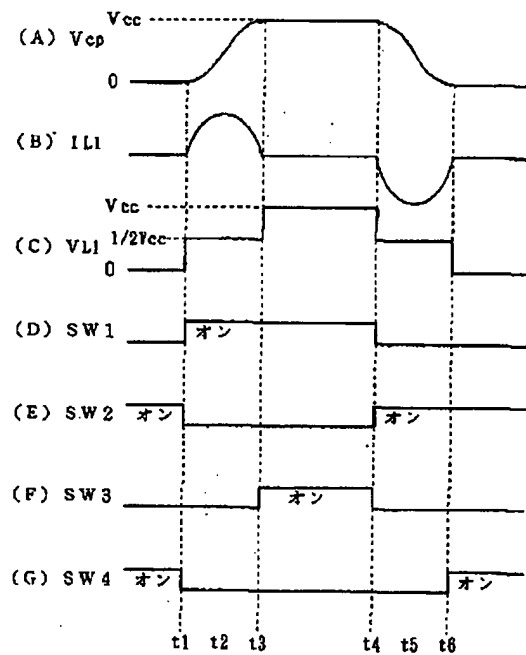 Vcc
(A) Vcp
0
(B) IL1
Vcc
1/2Vcc
(C) VL1
0
(D) SW1 オン
(E) SW2 オン オン
(F) SW3 オン
(G) SW4 オン オン
t1 t2 t3 t4 t5 t6